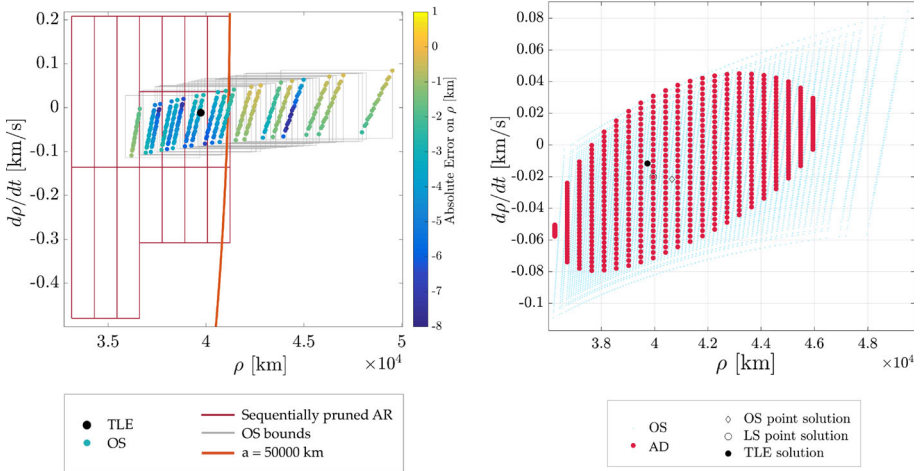 0.2
0.1
0
-0.1
-0.2
-0.3
-0.4
dρ/dt [km/s]
3.5
4
4.5
5
×10⁴
ρ [km]
1
0
-1
-2
-3
-4
-5
-6
-7
-8
Absolute Error on ρ [km]
TLE
OS
Sequentially pruned AR
OS bounds
a = 50000 km
0.08
0.06
0.04
0.02
0
-0.02
-0.04
-0.06
-0.08
-0.1
dρ/dt [km/s]
3.8
4
4.2
4.4
4.6
4.8
×10⁴
ρ [km]
OS
AD
OS point solution
LS point solution
TLE solution